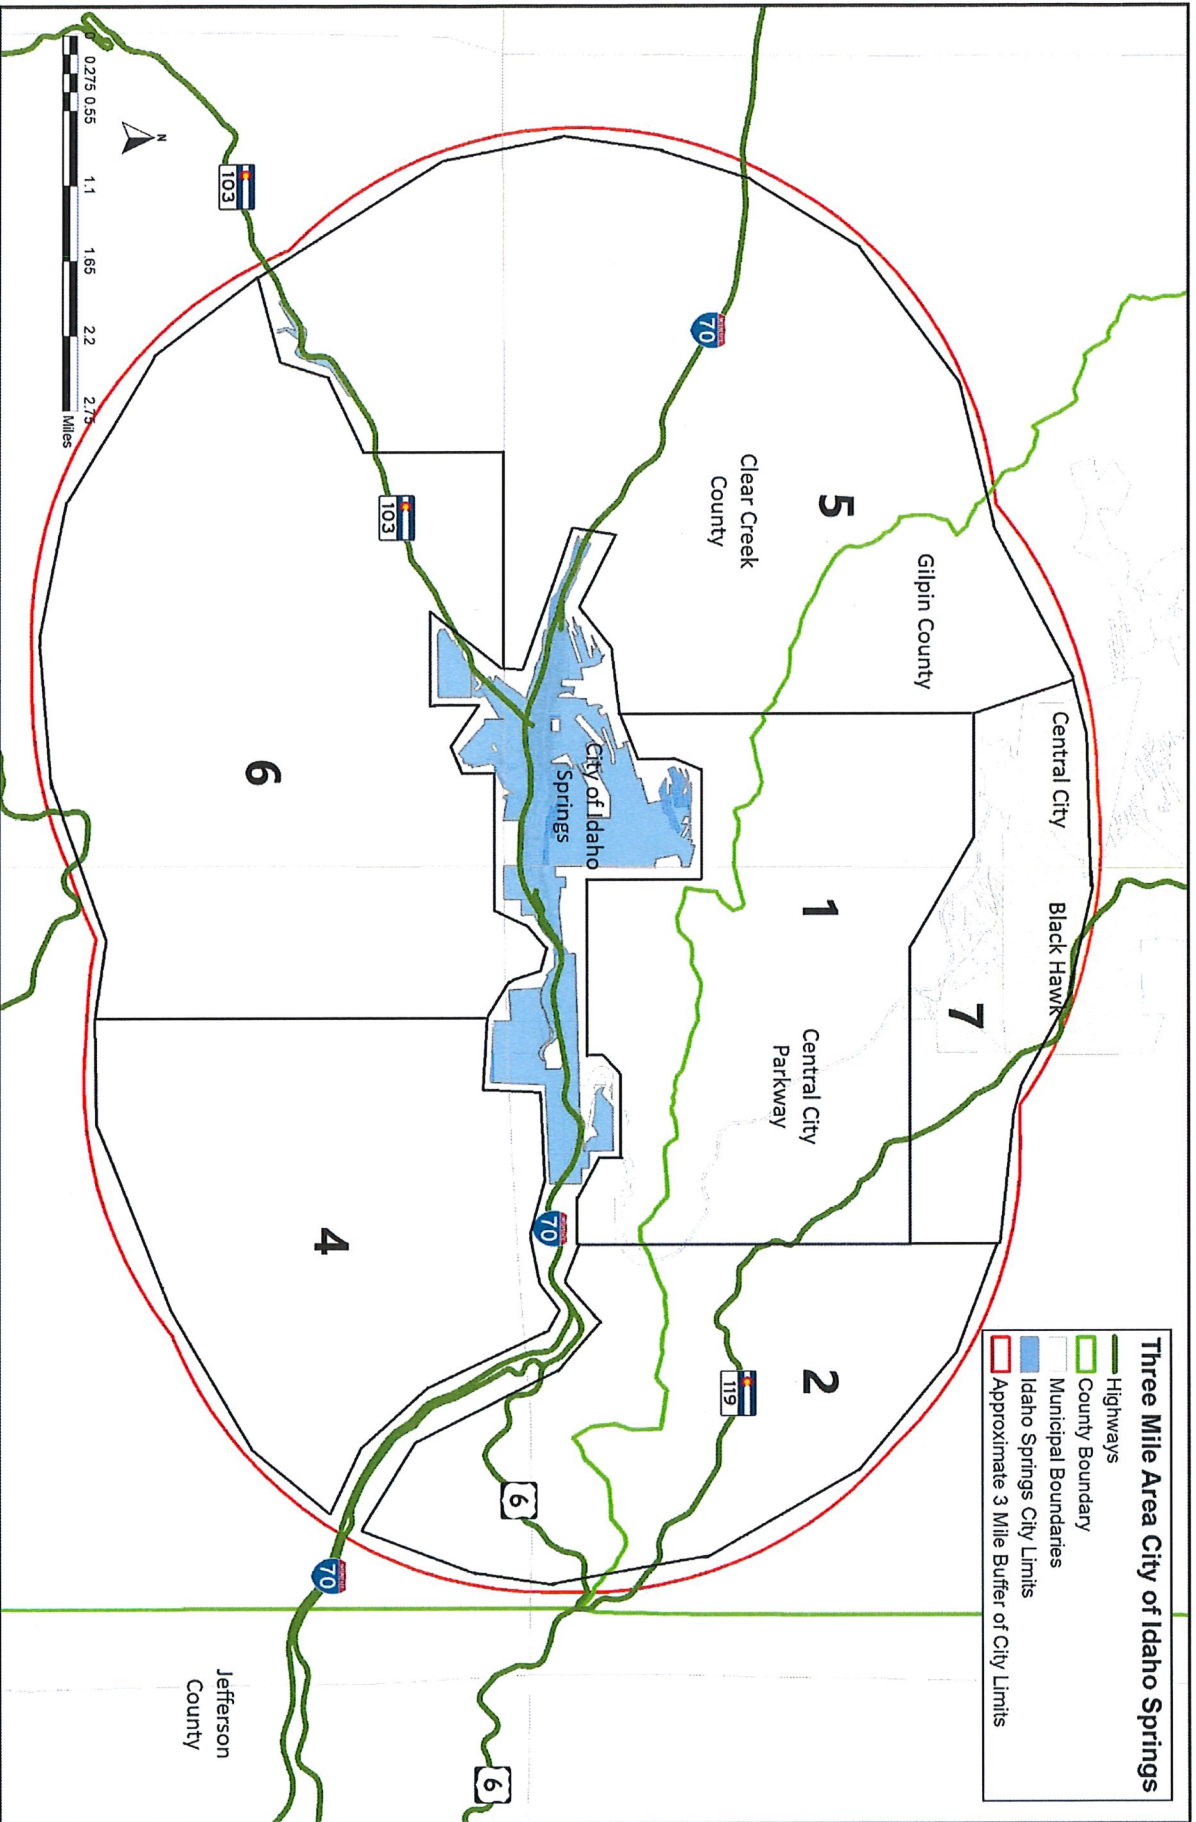 Three Mile Area City of Idaho Springs
Highways
County Boundary
Municipal Boundaries
Idaho Springs City Limits
Approximate 3 Mile Buffer of City Limits
Central City
Black Hawk
7
Gilpin County
5
1
2
Clear Creek
County
Central City
Parkway
119
70
City of Idaho
Springs
70
6
6
103
4
70
6
103
Jefferson
County
N
0 0.275 0.55 1.1 1.65 2.2 2.75
Miles